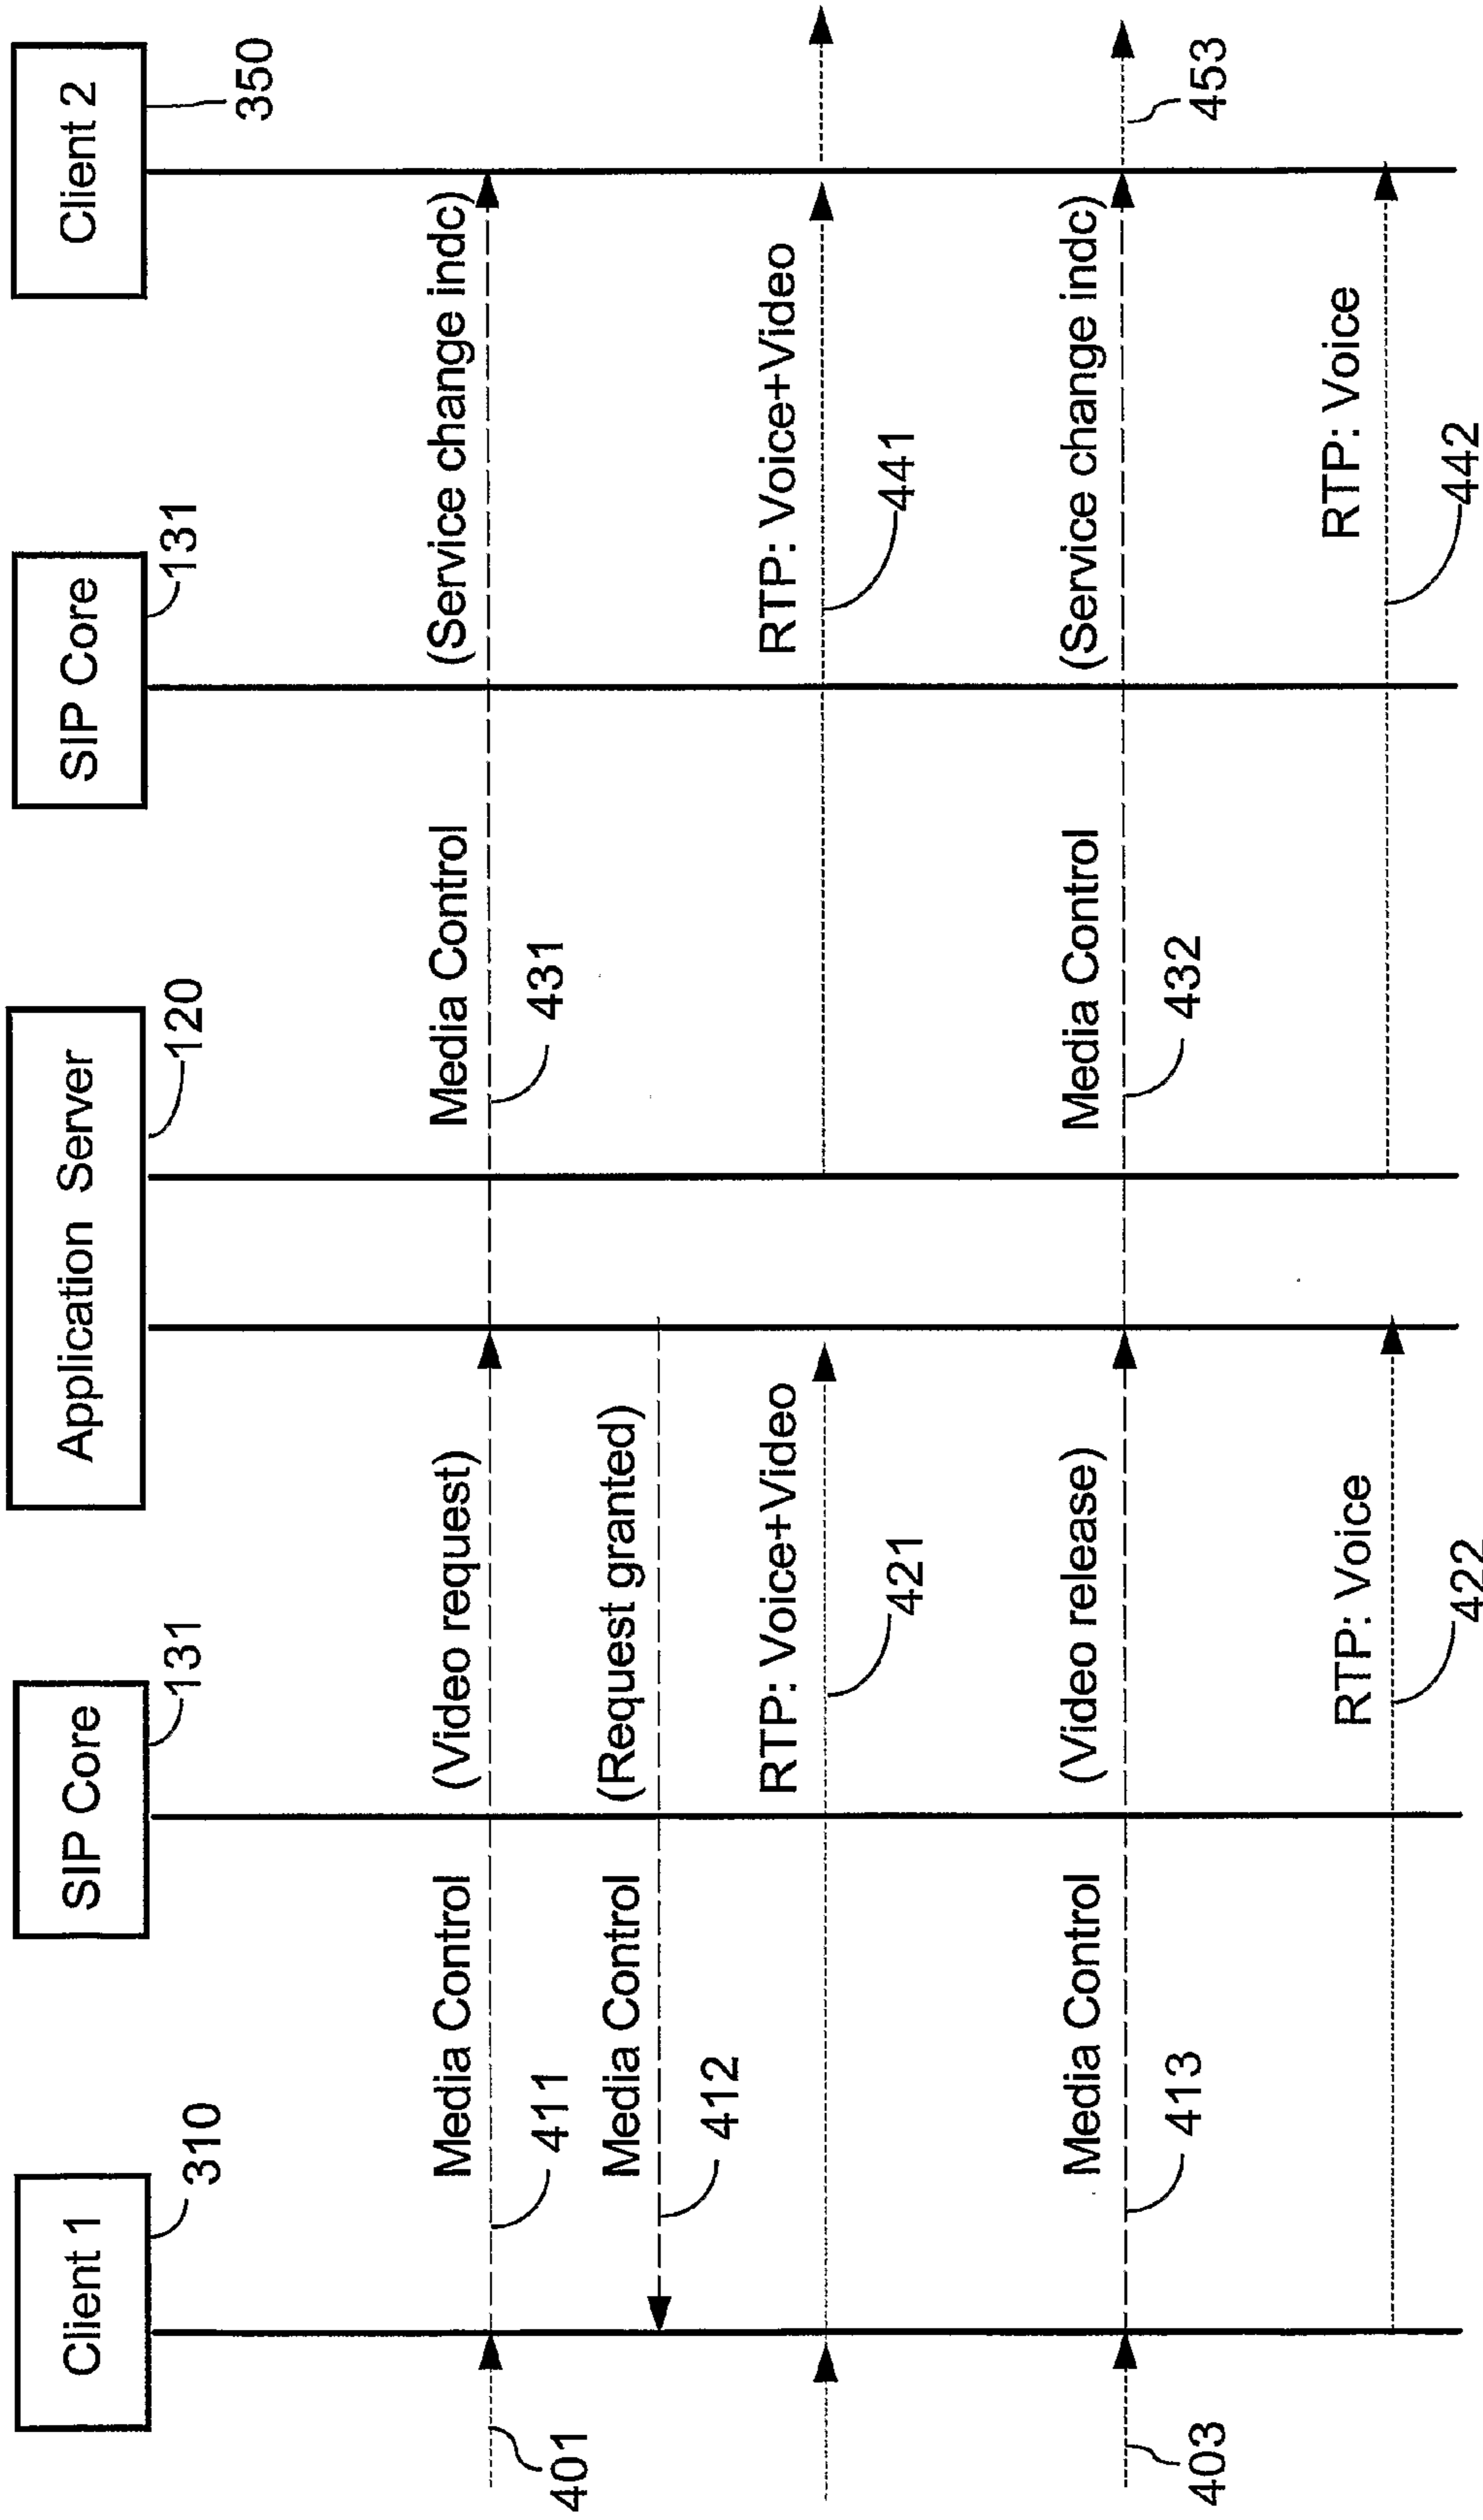 Client 1
310
SIP Core
131
Application Server
120
SIP Core
131
Client 2
350
401
Media Control
(Video request)
411
Media Control
(Service change indc)
431
Media Control
(Request granted)
412
RTP: Voice+Video
421
RTP: Voice+Video
441
403
Media Control
(Video release)
413
Media Control
(Service change indc)
432
453
RTP: Voice
422
RTP: Voice
442